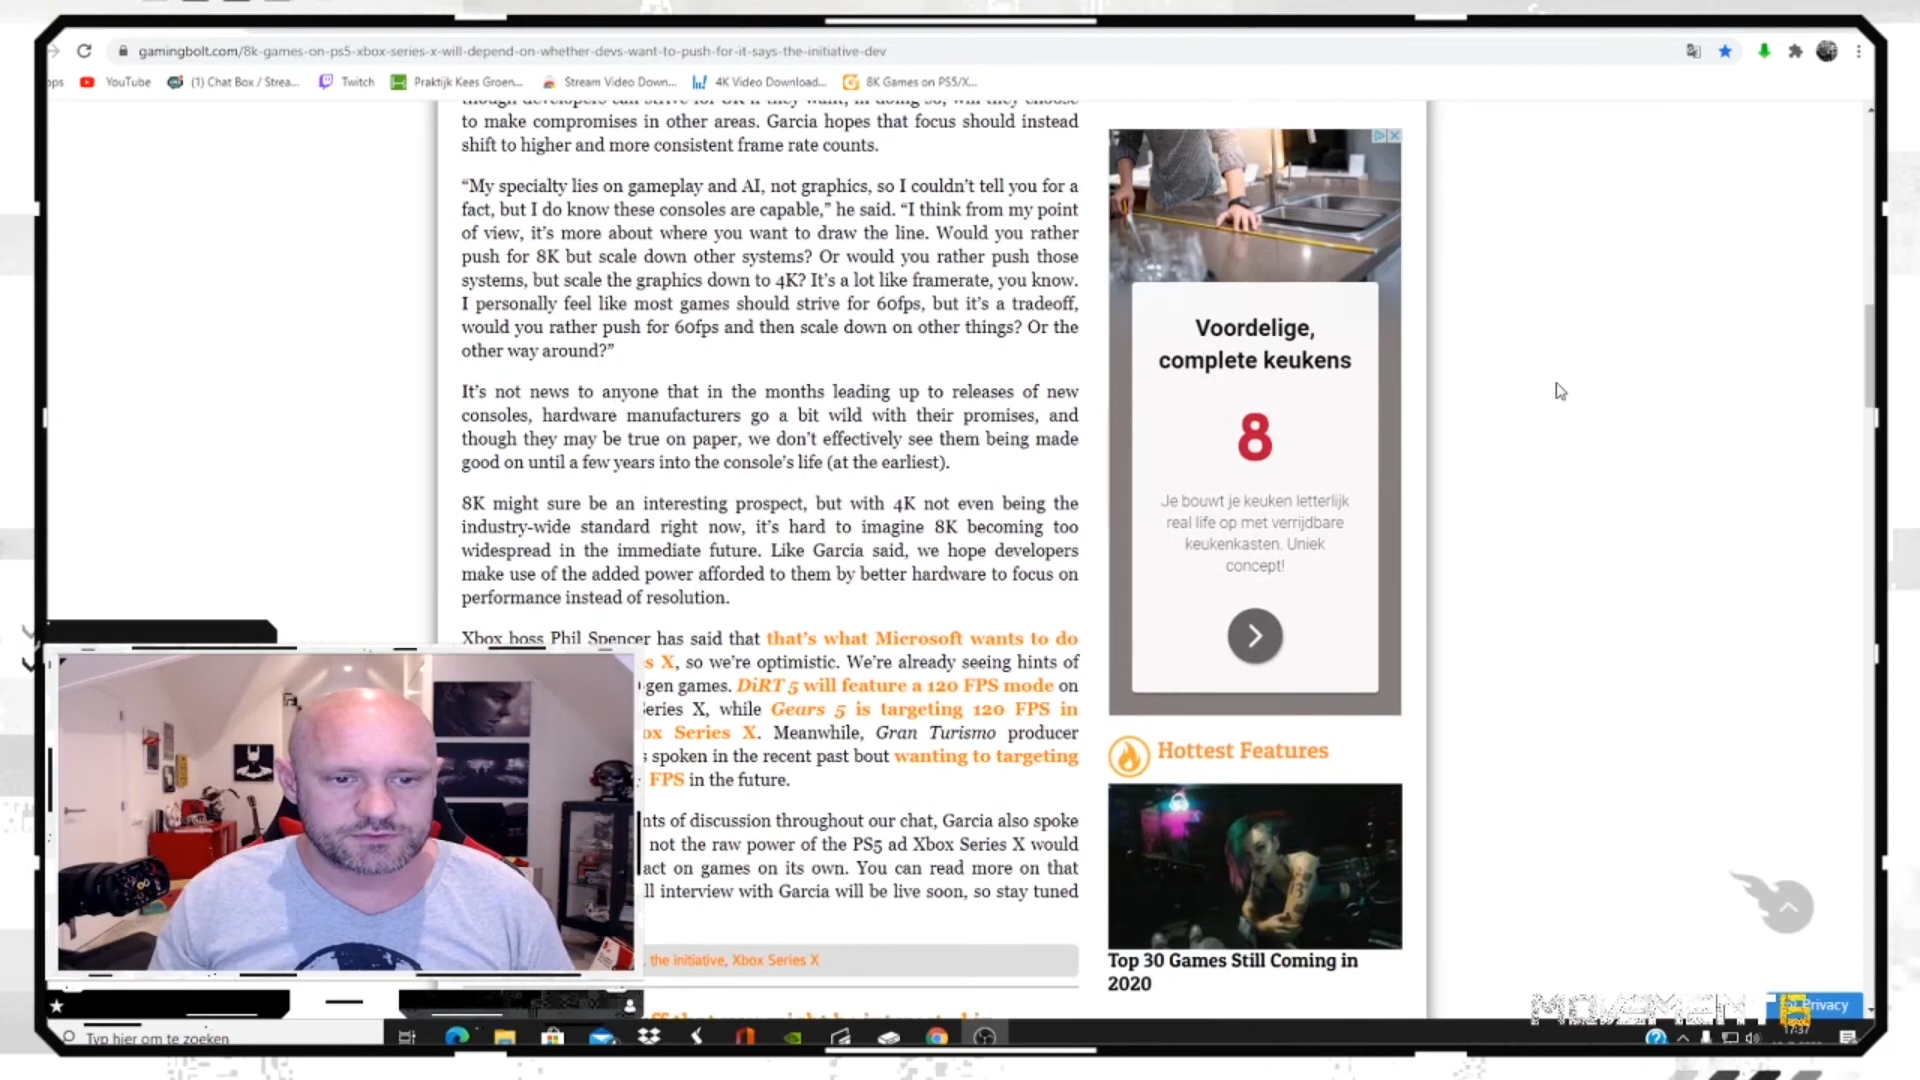 gamingbolt.com/8k-games-on-ps5-xbox-series-x-will-depend-on-whether-devs-want-to-push-for-it-says-the-initiative-dev
ops YouTube (1) Chat Box / Strea... Twitch Praktijk Kees Groen... Stream Video Down... 4K Video Download... 8K Games on PS5/X...
though developers can strive for 8K if they want, in doing so, will they choose
to make compromises in other areas. Garcia hopes that focus should instead
shift to higher and more consistent frame rate counts.
“My specialty lies on gameplay and AI, not graphics, so I couldn’t tell you for a
fact, but I do know these consoles are capable,” he said. “I think from my point
of view, it’s more about where you want to draw the line. Would you rather
push for 8K but scale down other systems? Or would you rather push those
systems, but scale the graphics down to 4K? It’s a lot like framerate, you know.
I personally feel like most games should strive for 60fps, but it’s a tradeoff,
would you rather push for 60fps and then scale down on other things? Or the
other way around?”
It’s not news to anyone that in the months leading up to releases of new
consoles, hardware manufacturers go a bit wild with their promises, and
though they may be true on paper, we don’t effectively see them being made
good on until a few years into the console’s life (at the earliest).
8K might sure be an interesting prospect, but with 4K not even being the
industry-wide standard right now, it’s hard to imagine 8K becoming too
widespread in the immediate future. Like Garcia said, we hope developers
make use of the added power afforded to them by better hardware to focus on
performance instead of resolution.
Xbox boss Phil Spencer has said that that’s what Microsoft wants to do
s X, so we’re optimistic. We’re already seeing hints of
gen games. DiRT 5 will feature a 120 FPS mode on
eries X, while Gears 5 is targeting 120 FPS in
ox Series X. Meanwhile, Gran Turismo producer
s spoken in the recent past bout wanting to targeting
FPS in the future.
nts of discussion throughout our chat, Garcia also spoke
not the raw power of the PS5 ad Xbox Series X would
act on games on its own. You can read more on that
ll interview with Garcia will be live soon, so stay tuned
, the initiative, Xbox Series X
Voordelige,
complete keukens
8
Je bouwt je keuken letterlijk
real life op met verrijdbare
keukenkasten. Uniek
concept!
Hottest Features
Top 30 Games Still Coming in
2020
Privacy
MOVEMENT 6
Typ hier om te zoeken
17:37